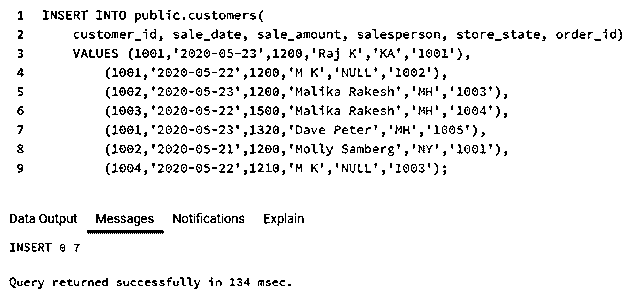 1 INSERT INTO public.customers(
2 customer_id, sale_date, sale_amount, salesperson, store_state, order_id)
3 VALUES (1001,'2020-05-23',1200,'Raj K','KA','1001'),
4 (1001,'2020-05-22',1200,'M K','NULL','1002'),
5 (1002,'2020-05-23',1200,'Malika Rakesh','MH','1003'),
6 (1003,'2020-05-22',1500,'Malika Rakesh','MH','1004'),
7 (1001,'2020-05-23',1320,'Dave Peter','MH','1005'),
8 (1002,'2020-05-21',1200,'Molly Samberg','NY','1001'),
9 (1004,'2020-05-22',1210,'M K','NULL','1003');
Data Output Messages Notifications Explain
INSERT 0 7
Query returned successfully in 134 msec.